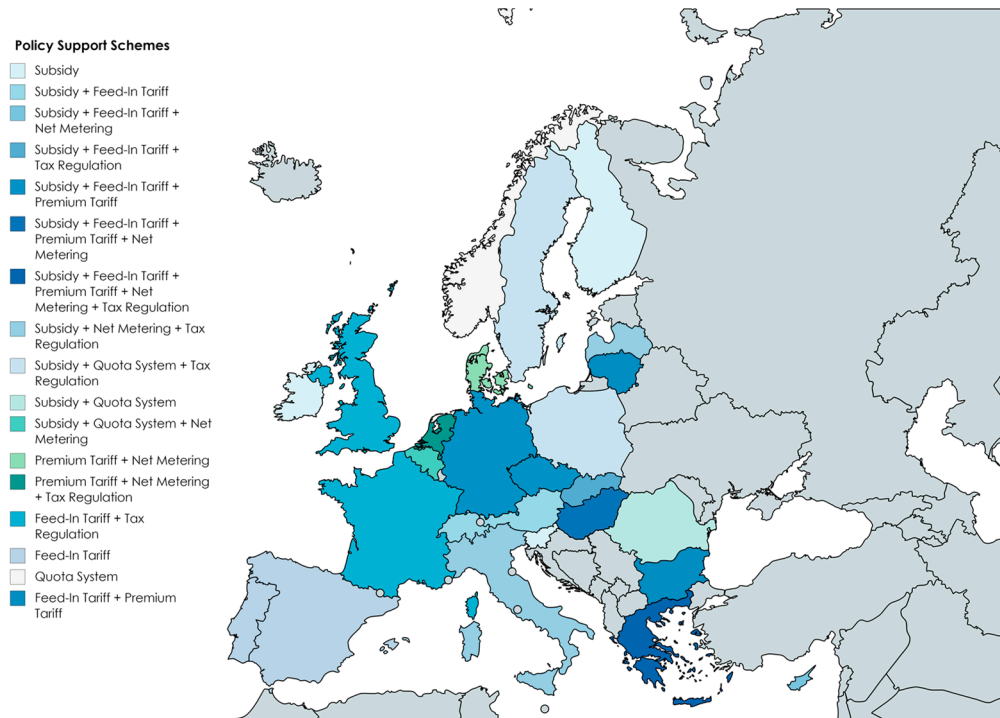 Policy Support Schemes
Subsidy
Subsidy + Feed-In Tariff
Subsidy + Feed-In Tariff +
Net Metering
Subsidy + Feed-In Tariff +
Tax Regulation
Subsidy + Feed-In Tariff +
Premium Tariff
Subsidy + Feed-In Tariff +
Premium Tariff + Net
Metering
Subsidy + Feed-In Tariff +
Premium Tariff + Net
Metering + Tax Regulation
Subsidy + Net Metering + Tax
Regulation
Subsidy + Quota System + Tax
Regulation
Subsidy + Quota System
Subsidy + Quota System + Net
Metering
Premium Tariff + Net Metering
Premium Tariff + Net Metering
+ Tax Regulation
Feed-In Tariff + Tax
Regulation
Feed-In Tariff
Quota System
Feed-In Tariff + Premium
Tariff